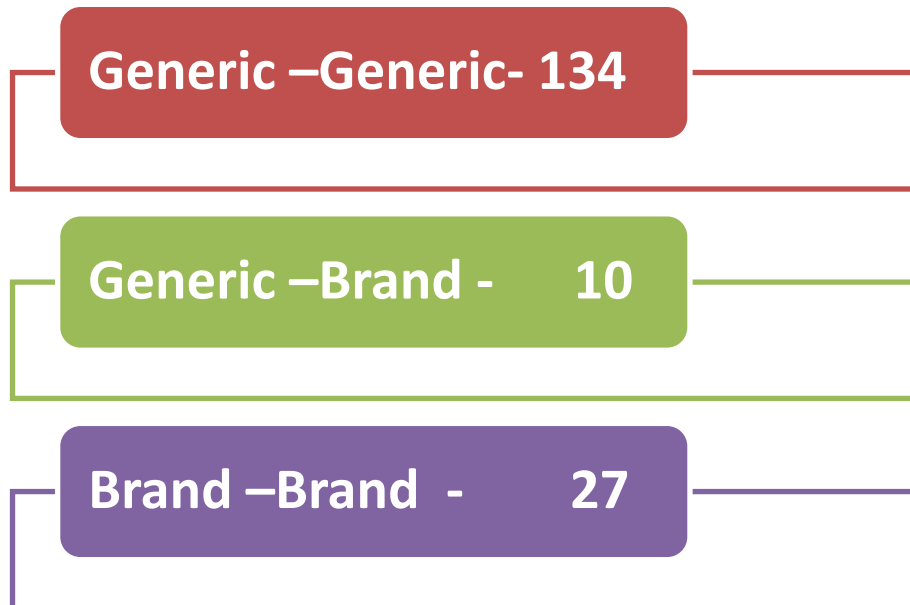 Generic –Generic- 134
Generic –Brand - 10
Brand –Brand - 27